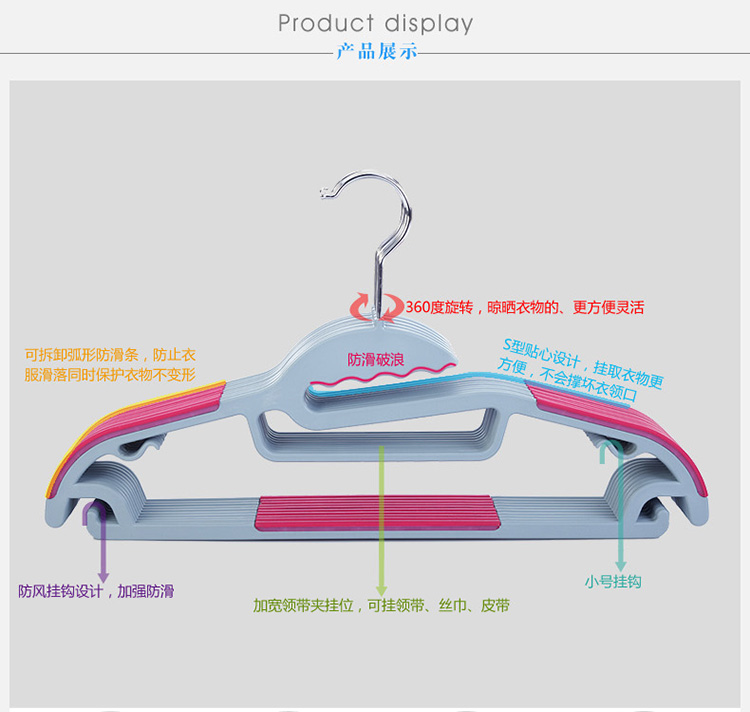 Product display
产品展示
360度旋转，晾晒衣物的、更方便灵活
防滑破浪
可拆卸弧形防滑条，防止衣
服滑落同时保护衣物不变形
S型贴心设计，挂取衣物更
方便，不会撑坏衣领口
防风挂钩设计，加强防滑
加宽领带夹挂位，可挂领带、丝巾、皮带
小号挂钩